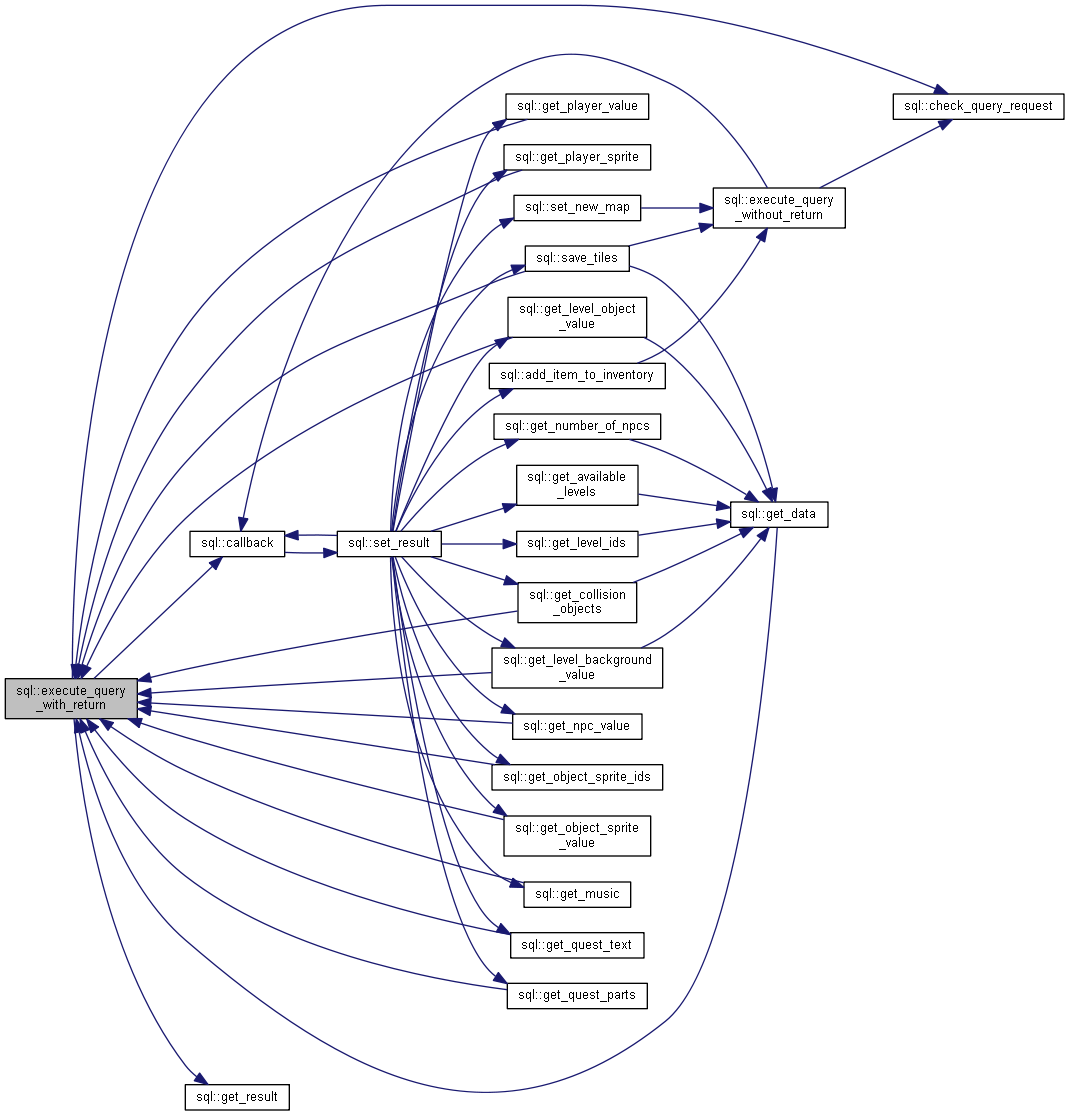 sql::get_player_value
sql::check_query_request
sql::get_player_sprite
sql::execute_query
_without_return
sql::set_new_map
sql::save_tiles
sql::get_level_object
_value
sql::add_item_to_inventory
sql::get_number_of_npcs
sql::get_available
_levels
sql::get_data
sql::callback
sql::set_result
sql::get_level_ids
sql::get_collision
_objects
sql::get_level_background
_value
sql::execute_query
_with_return
sql::get_npc_value
sql::get_object_sprite_ids
sql::get_object_sprite
_value
sql::get_music
sql::get_quest_text
sql::get_quest_parts
sql::get_result